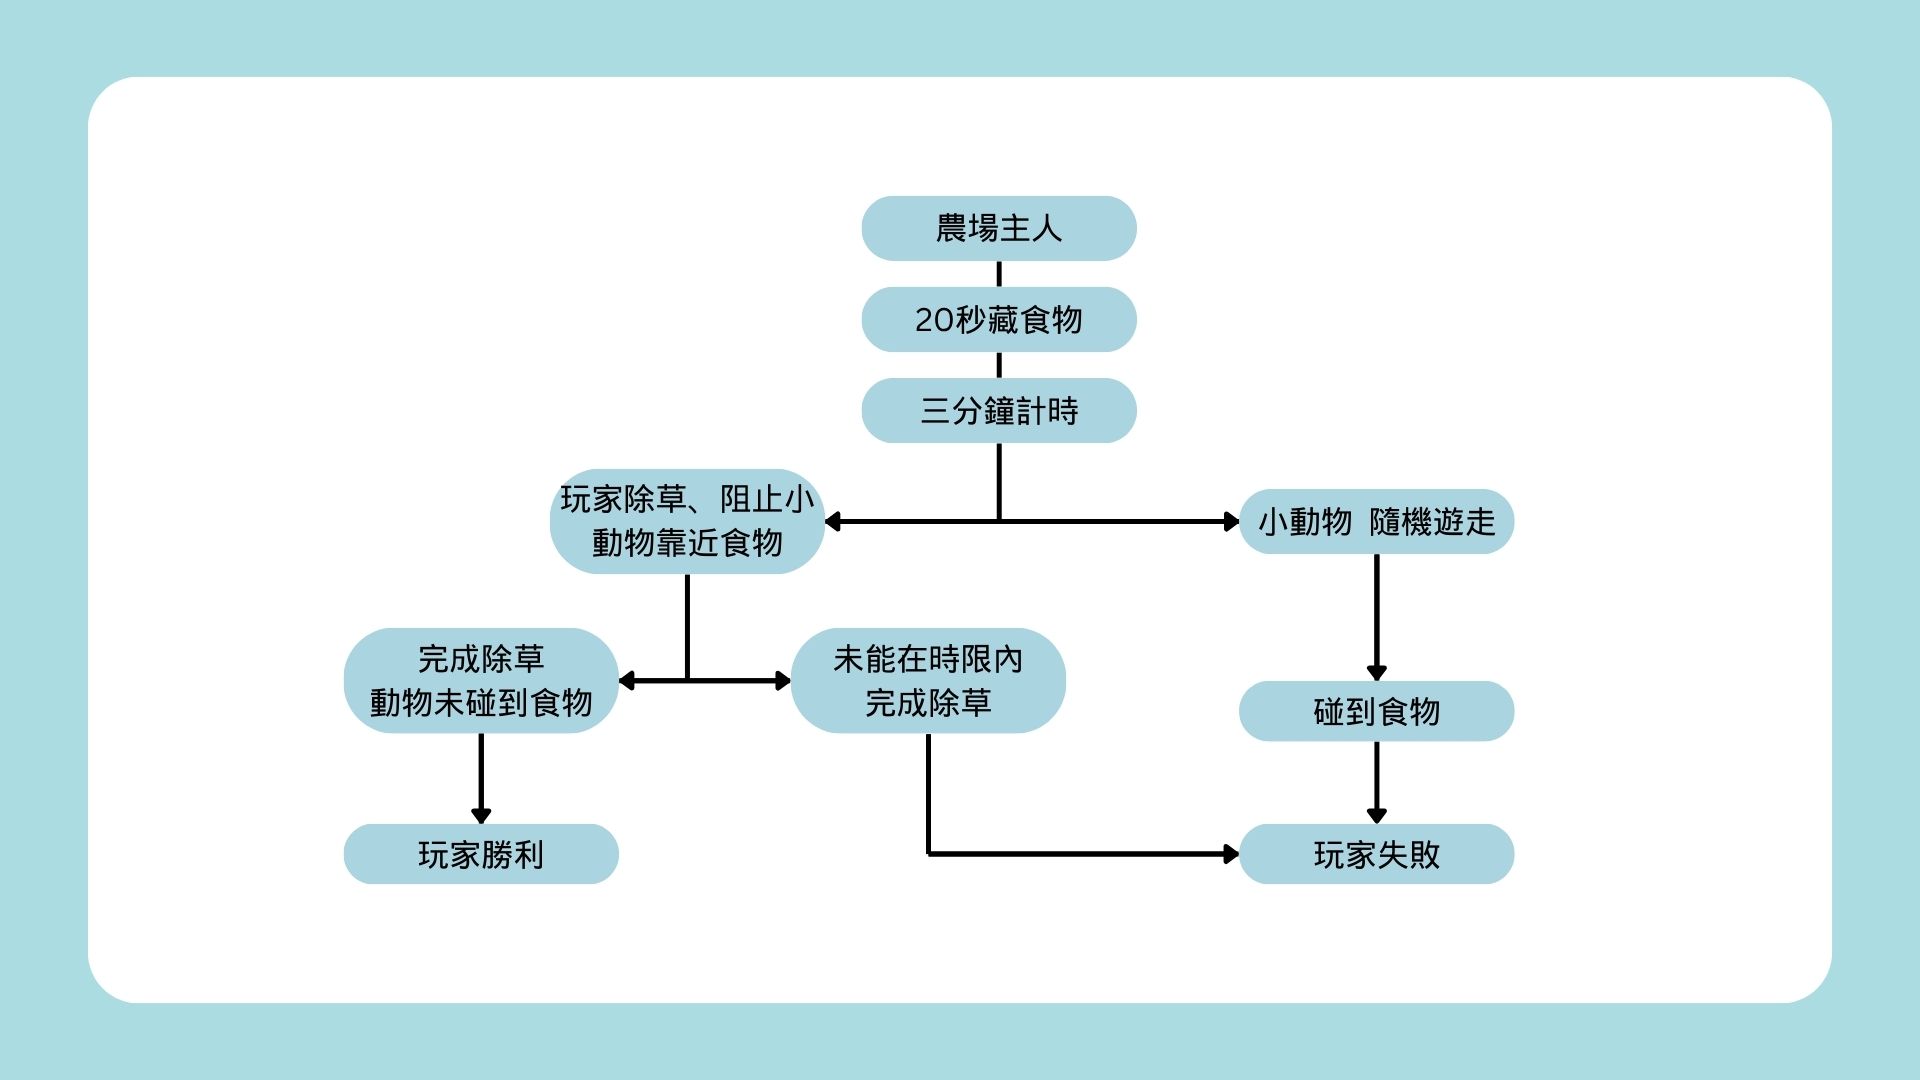 農場主人
20秒藏食物
三分鐘計時
玩家除草、阻止小
動物靠近食物
小動物 隨機遊走
完成除草
動物未碰到食物
未能在時限內
完成除草
碰到食物
玩家勝利
玩家失敗